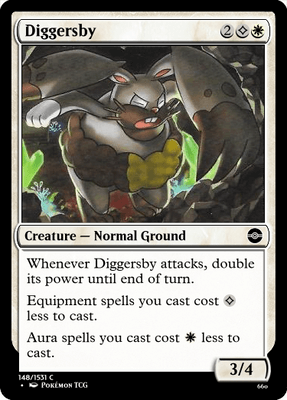 Diggersby 2
Creature — Normal Ground
Whenever Diggersby attacks, double
its power until end of turn.
Equipment spells you cast cost
less to cast.
Aura spells you cast cost less to
cast.
3/4
148/1531 C
• Pokémon TCG
660